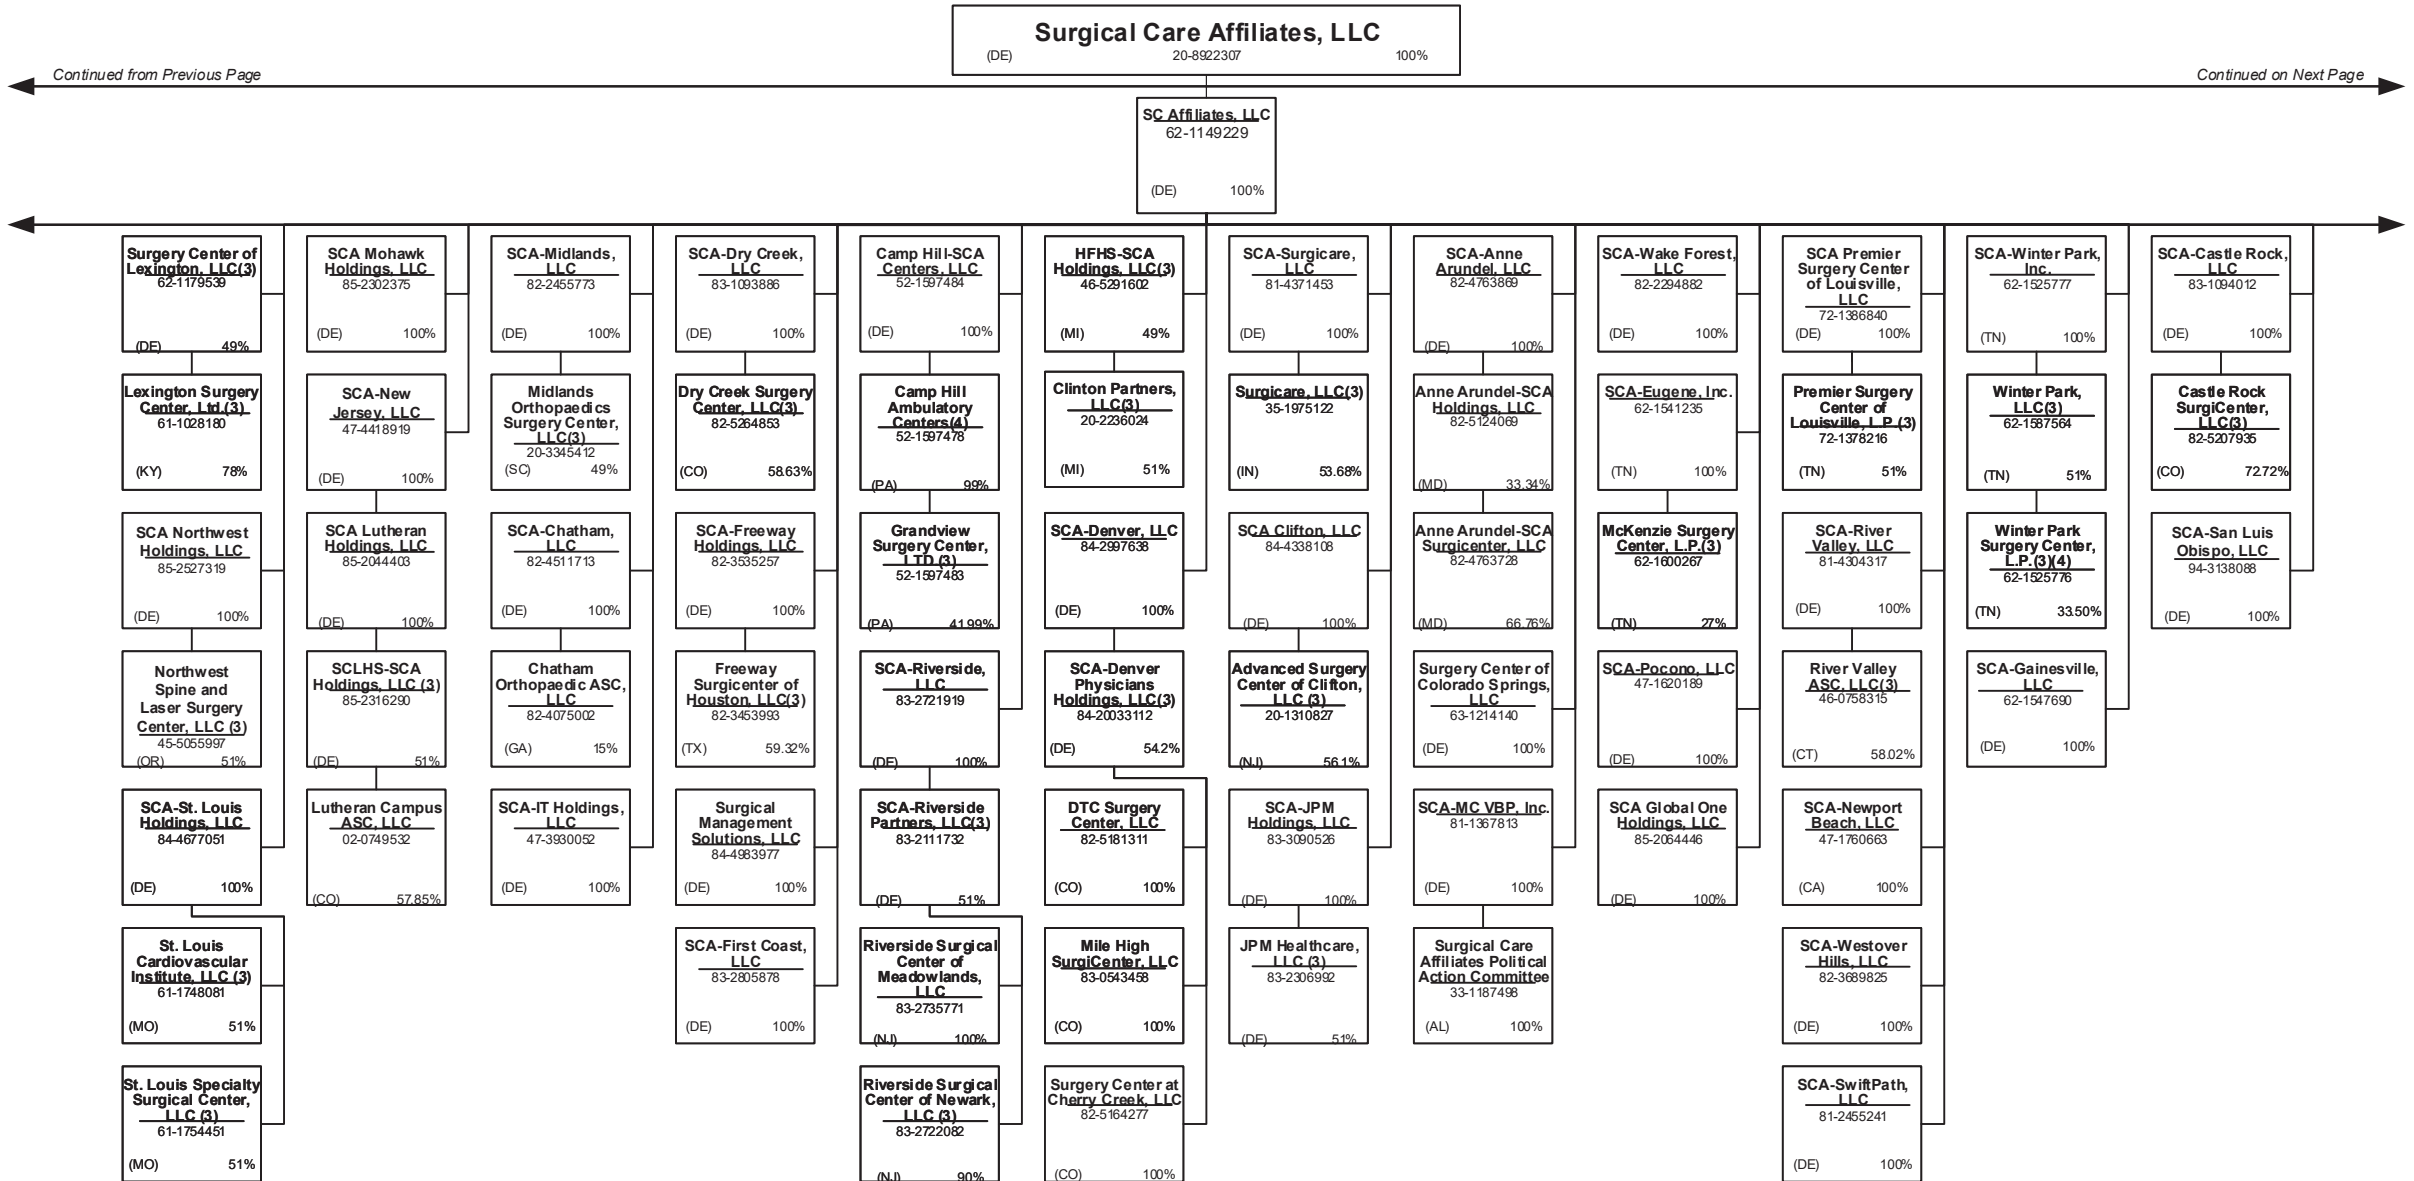 Surgical Care Affiliates, LLC
(DE) 20-8922307 100%
Continued from Previous Page
Continued on Next Page
SC Affiliates, LLC
62-1149229
(DE) 100%
Surgery Center of
Lexington, LLC(3)
62-1179539
(DE) 49%
Lexington Surgery
Center, Ltd.(3)
61-1028180
(KY) 78%
SCA Northwest
Holdings, LLC
85-2527319
(DE) 100%
Northwest
Spine and
Laser Surgery
Center, LLC (3)
45-5055997
(OR) 51%
SCA-St. Louis
Holdings, LLC
84-4677051
(DE) 100%
St. Louis
Cardiovascular
Institute, LLC (3)
61-1748081
(MO) 51%
St. Louis Specialty
Surgical Center,
LLC (3)
61-1754451
(MO) 51%
SCA Mohawk
Holdings, LLC
85-2302375
(DE) 100%
SCA-New
Jersey, LLC
47-4418919
(DE) 100%
SCA Lutheran
Holdings, LLC
85-2044403
(DE) 100%
SCLHS-SCA
Holdings, LLC (3)
85-2316290
(DE) 51%
Lutheran Campus
ASC, LLC
02-0749532
(CO) 57.85%
SCA-Midlands,
LLC
82-2455773
(DE) 100%
Midlands
Orthopaedics
Surgery Center,
LLC(3)
20-3345412
(SC) 49%
SCA-Chatham,
LLC
82-4511713
(DE) 100%
Chatham
Orthopaedic ASC,
LLC
82-4075002
(GA) 15%
SCA-IT Holdings,
LLC
47-3930052
(DE) 100%
SCA-Dry Creek,
LLC
83-1093886
(DE) 100%
Dry Creek Surgery
Center, LLC(3)
82-5264853
(CO) 58.63%
SCA-Freeway
Holdings, LLC
82-3535257
(DE) 100%
Freeway
Surgicenter of
Houston, LLC(3)
82-3453993
(TX) 59.32%
Surgical
Management
Solutions, LLC
84-4983977
(DE) 100%
SCA-First Coast,
LLC
83-2805878
(DE) 100%
Camp Hill-SCA
Centers, LLC
52-1597484
(DE) 100%
Camp Hill
Ambulatory
Centers(4)
52-1597478
(PA) 99%
Grandview
Surgery Center,
LTD (3)
52-1597483
(PA) 41.99%
SCA-Riverside,
LLC
83-2721919
(DE) 100%
SCA-Riverside
Partners, LLC(3)
83-2111732
(DE) 51%
Riverside Surgical
Center of
Meadowlands,
LLC
83-2735771
(NJ) 100%
Riverside Surgical
Center of Newark,
LLC (3)
83-2722082
(NJ) 90%
HFHS-SCA
Holdings, LLC(3)
46-5291602
(MI) 49%
Clinton Partners,
LLC(3)
20-2236024
(MI) 51%
SCA-Denver, LLC
84-2997638
(DE) 100%
SCA-Denver
Physicians
Holdings, LLC(3)
84-20033112
(DE) 54.2%
DTC Surgery
Center, LLC
82-5181311
(CO) 100%
Mile High
SurgiCenter, LLC
83-0543458
(CO) 100%
Surgery Center at
Cherry Creek, LLC
82-5164277
(CO) 100%
SCA-Surgicare,
LLC
81-4371453
(DE) 100%
Surgicare, LLC(3)
35-1975122
(IN) 53.68%
SCA Clifton, LLC
84-4338108
(DE) 100%
Advanced Surgery
Center of Clifton,
LLC (3)
20-1310827
(NJ) 56.1%
SCA-JPM
Holdings, LLC
83-3090526
(DE) 100%
JPM Healthcare,
LLC (3)
83-2306992
(DE) 51%
SCA-Anne
Arundel, LLC
82-4763869
(DE) 100%
Anne Arundel-SCA
Holdings, LLC
82-5124069
(MD) 33.34%
Anne Arundel-SCA
Surgicenter, LLC
82-4763728
(MD) 66.76%
Surgery Center of
Colorado Springs,
LLC
63-1214140
(DE) 100%
SCA-MC VBP, Inc.
81-1367813
(DE) 100%
Surgical Care
Affiliates Political
Action Committee
33-1187498
(AL) 100%
SCA-Wake Forest,
LLC
82-2294882
(DE) 100%
SCA-Eugene, Inc.
62-1541235
(TN) 100%
McKenzie Surgery
Center, L.P.(3)
62-1600267
(TN) 27%
SCA-Pocono, LLC
47-1620189
(DE) 100%
SCA Global One
Holdings, LLC
85-2064446
(DE) 100%
SCA Premier
Surgery Center
of Louisville,
LLC
72-1386840
(DE) 100%
Premier Surgery
Center of
Louisville, L.P.(3)
72-1378216
(TN) 51%
SCA-River
Valley, LLC
81-4304317
(DE) 100%
River Valley
ASC, LLC(3)
46-0758315
(CT) 58.02%
SCA-Newport
Beach, LLC
47-1760663
(CA) 100%
SCA-Westover
Hills, LLC
82-3689825
(DE) 100%
SCA-SwiftPath,
LLC
81-2455241
(DE) 100%
SCA-Winter Park,
Inc.
62-1525777
(TN) 100%
Winter Park,
LLC(3)
62-1587564
(TN) 51%
Winter Park
Surgery Center,
L.P.(3)(4)
62-1525776
(TN) 33.50%
SCA-Gainesville,
LLC
62-1547690
(DE) 100%
SCA-Castle Rock,
LLC
83-1094012
(DE) 100%
Castle Rock
SurgiCenter,
LLC(3)
82-5207935
(CO) 72.72%
SCA-San Luis
Obispo, LLC
94-3138088
(DE) 100%